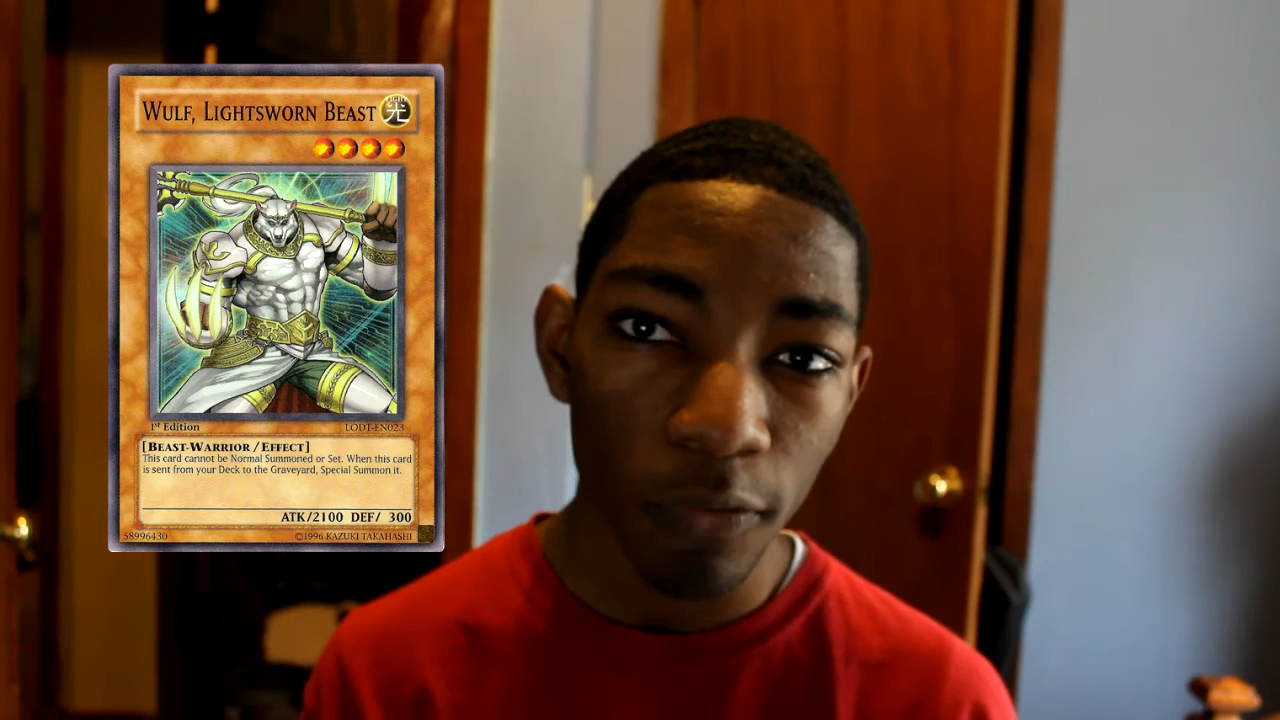 WULF, LIGHTSWORN BEAST
LIGHT
光
1st Edition
LODT-EN023
[BEAST-WARRIOR / EFFECT]
This card cannot be Normal Summoned or Set. When this card
is sent from your Deck to the Graveyard, Special Summon it.
ATK/2100 DEF/ 300
58996430
©1996 KAZUKI TAKAHASHI